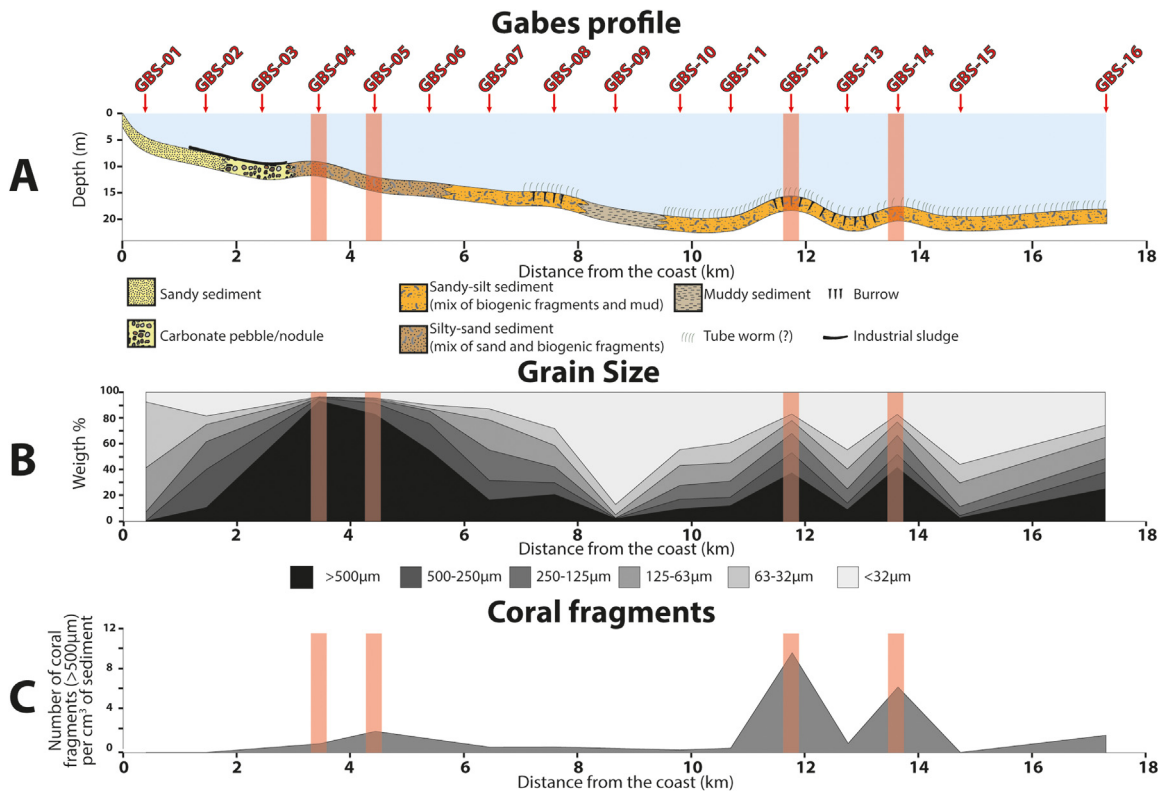 Gabes profile
GBS-01 GBS-02 GBS-03 GBS-04 GBS-05 GBS-06 GBS-07 GBS-08 GBS-09 GBS-10 GBS-11 GBS-12 GBS-13 GBS-14 GBS-15 GBS-16
A
Depth (m)
0
5
10
15
20
0 2 4 6 8 10 12 14 16 18
Distance from the coast (km)
Sandy sediment
Carbonate pebble/nodule
Sandy-silt sediment
(mix of biogenic fragments and mud)
Silty-sand sediment
(mix of sand and biogenic fragments)
Muddy sediment
Burrow
Tube worm (?)
Industrial sludge
Grain Size
B
Weigth %
100
80
60
40
20
0
0 2 4 6 8 10 12 14 16 18
Distance from the coast (km)
>500µm 500-250µm 250-125µm 125-63µm 63-32µm <32µm
Coral fragments
C
Number of coral
fragments (>500µm)
per cm³ of sediment
12
8
4
0
0 2 4 6 8 10 12 14 16 18
Distance from the coast (km)